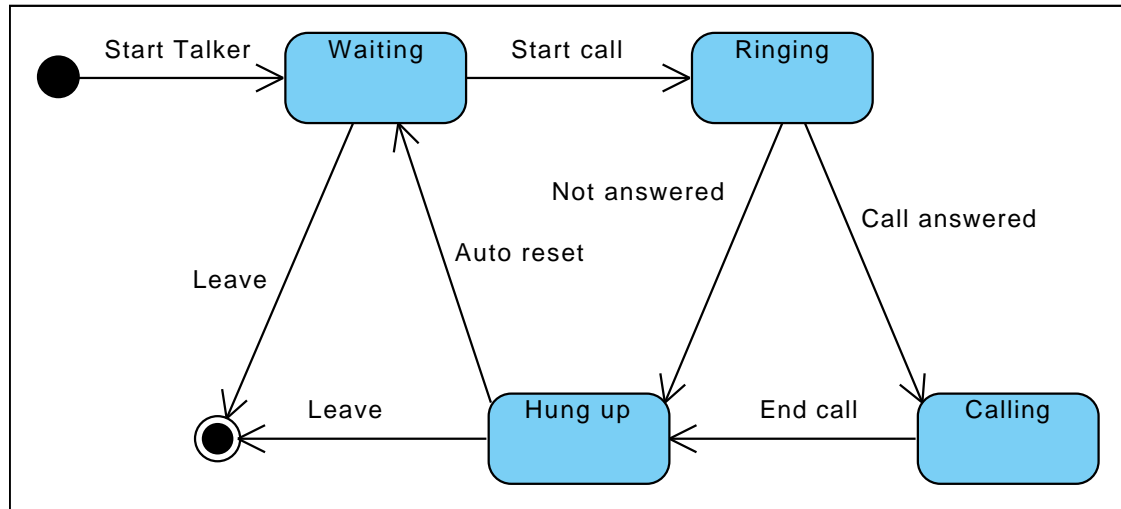 Start Talker
Waiting
Start call
Ringing
Not answered
Call answered
Auto reset
Leave
Leave
Hung up
End call
Calling